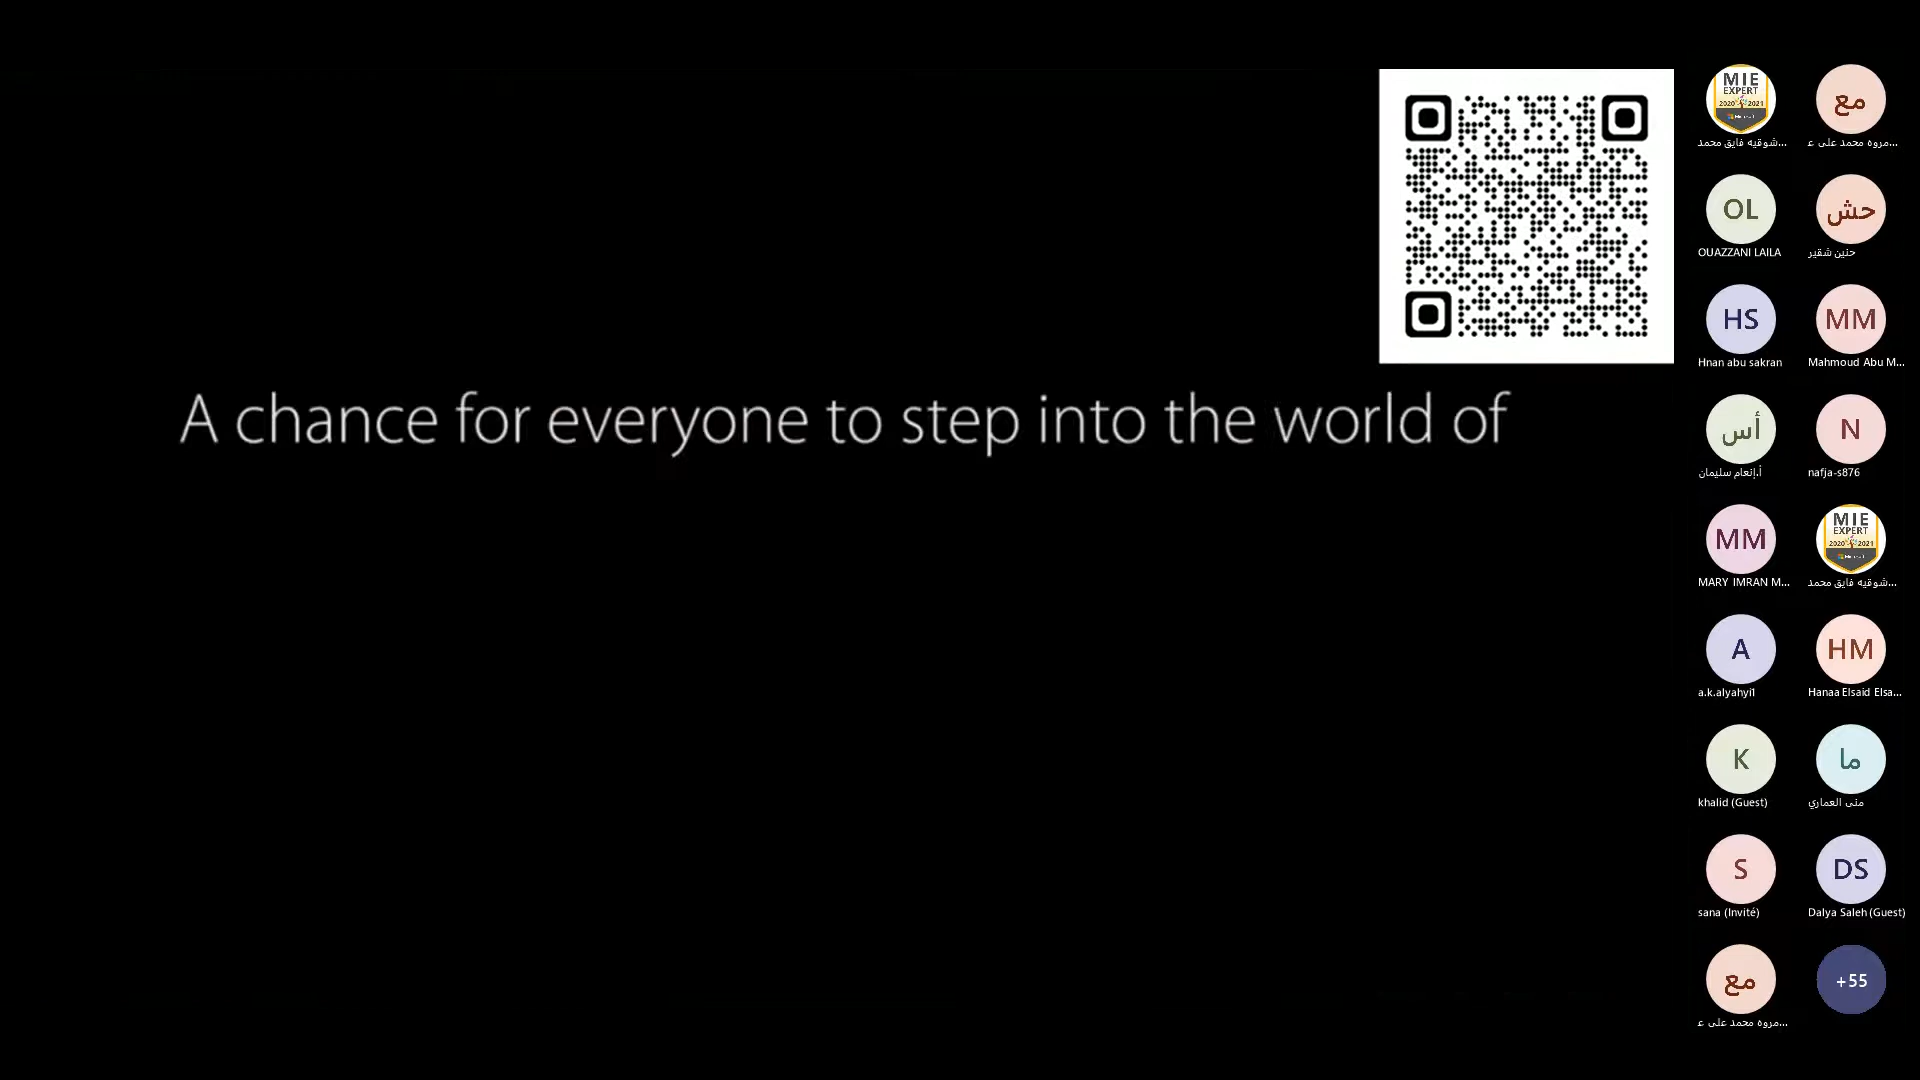 A chance for everyone to step into the world of
MIE
EXPERT
2020 2021
Microsoft
شوقيه فايق محمد...
مع
مروه محمد على ع...
OL
OUAZZANI LAILA
حش
حنين شقير
HS
Hnan abu sakran
MM
Mahmoud Abu M...
أس
أ.إنعام سليمان
N
nafja-s876
MM
MARY IMRAN M...
MIE
EXPERT
2020 2021
Microsoft
شوقيه فايق محمد...
A
a.k.alyahyi1
HM
Hanaa Elsaid Elsa...
K
khalid (Guest)
ما
منى العماري
S
sana (Invité)
DS
Dalya Saleh (Guest)
مع
مروه محمد على ع...
+55